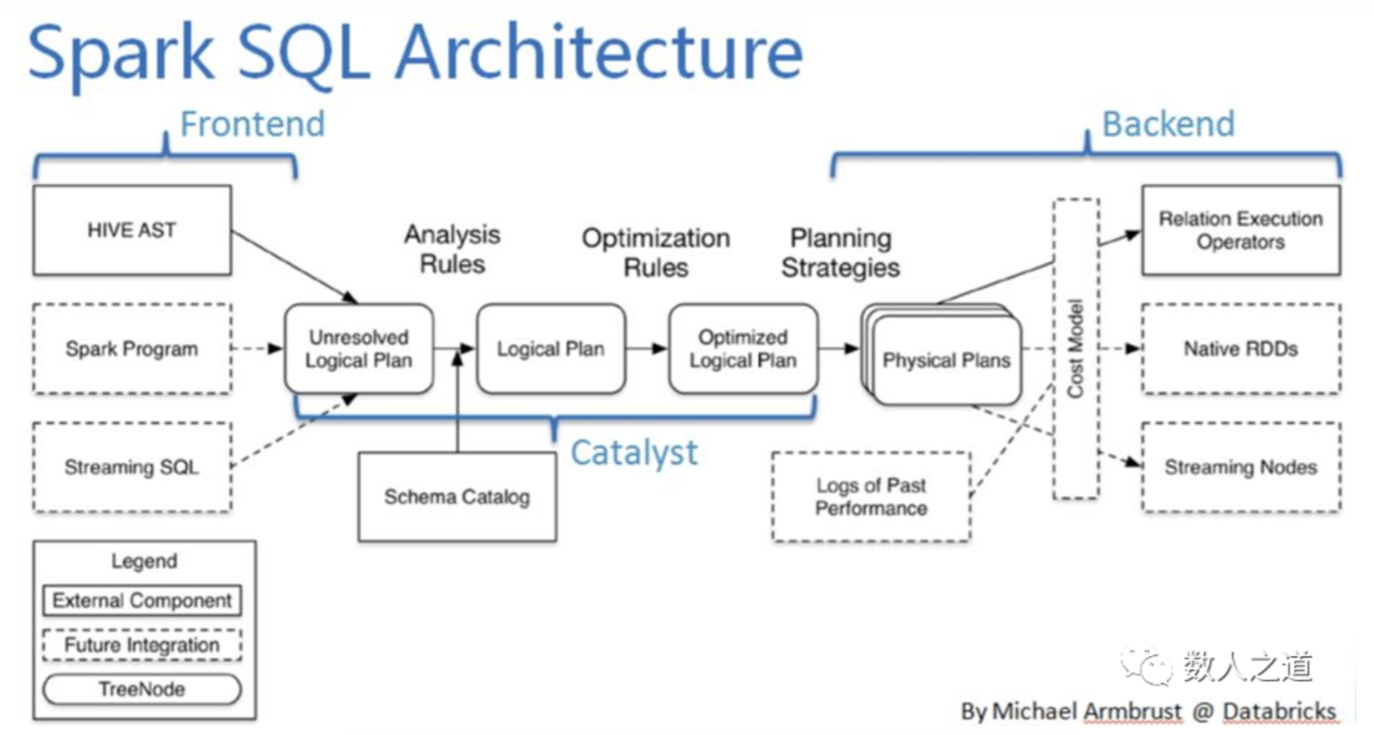 Spark SQL Architecture
Frontend
Backend
HIVE AST
Analysis
Rules
Optimization
Rules
Planning
Strategies
Relation Execution
Operators
Spark Program
Unresolved
Logical Plan
Logical Plan
Optimized
Logical Plan
Physical Plans
Cost Model
Native RDDs
Streaming SQL
Catalyst
Schema Catalog
Logs of Past
Performance
Streaming Nodes
Legend
External Component
Future Integration
TreeNode
数人之道
By Michael Armbrust @ Databricks